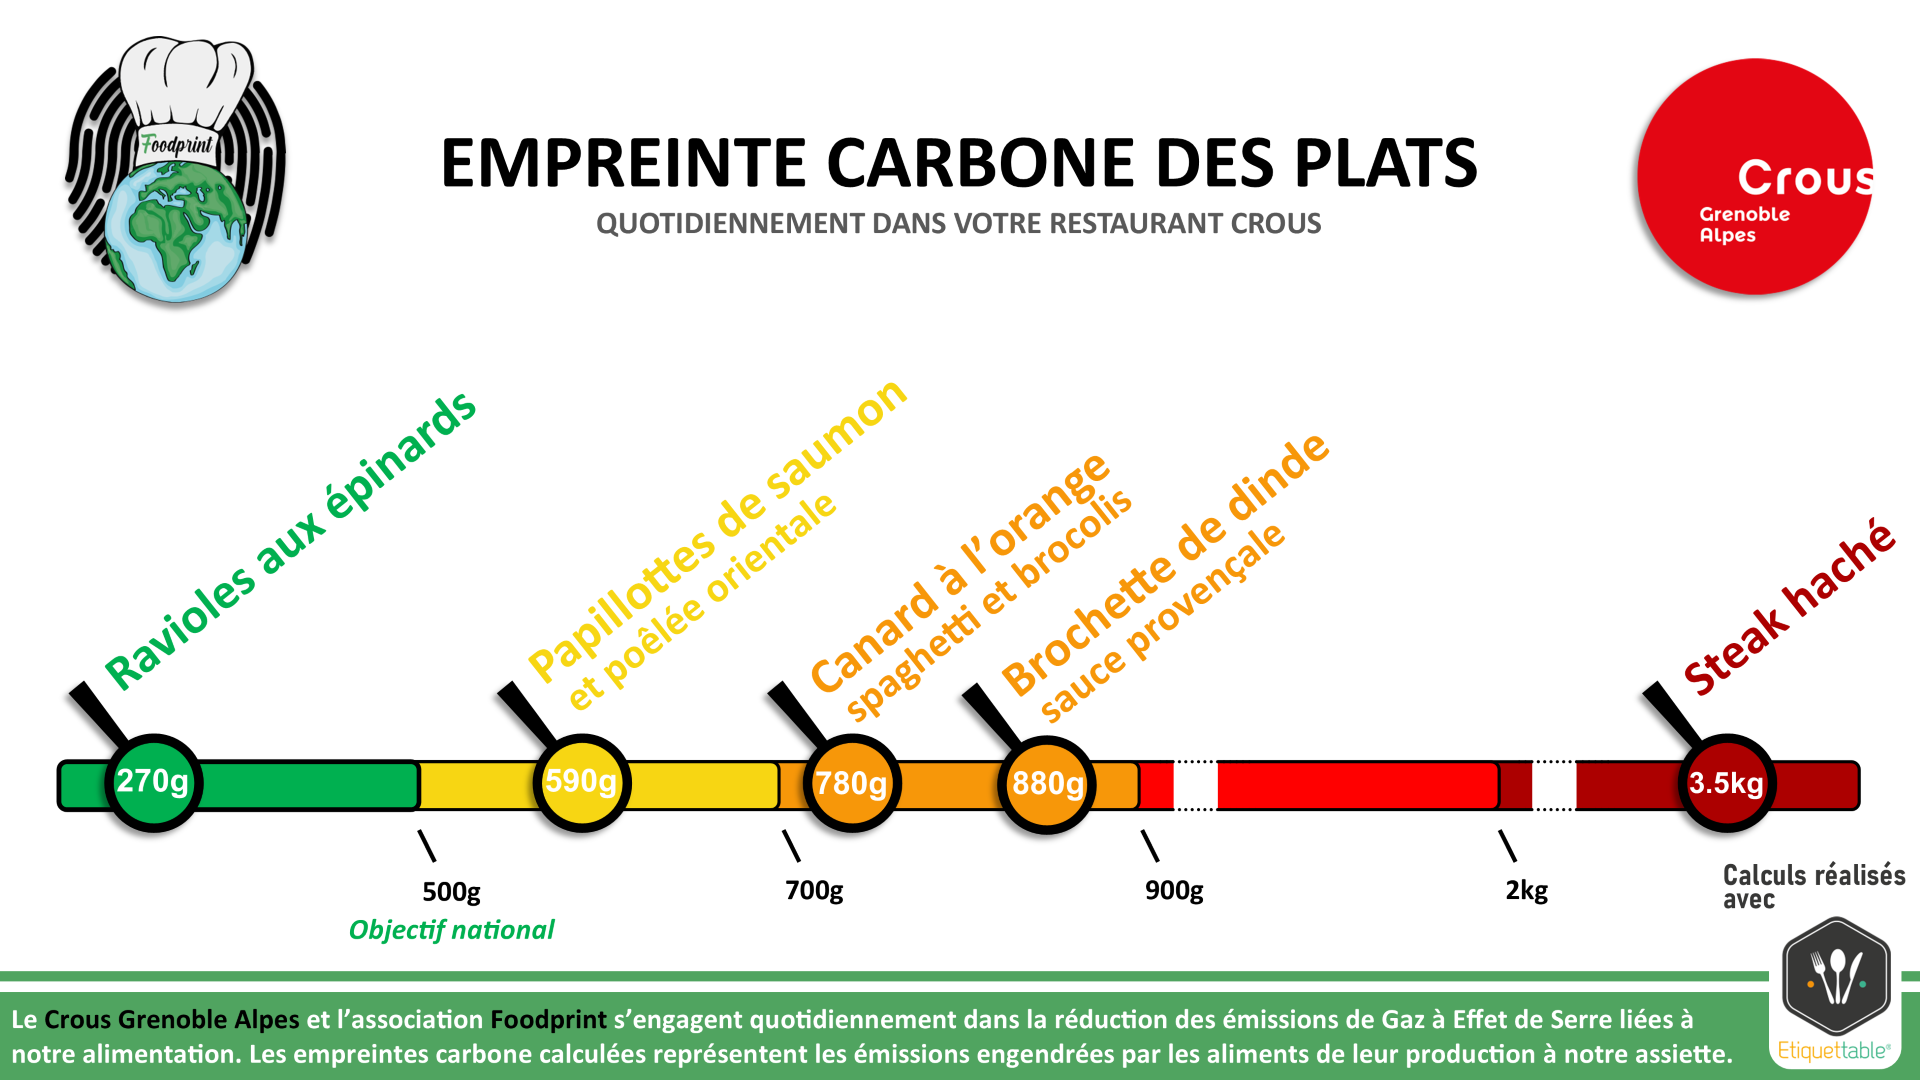 Foodprint
EMPREINTE CARBONE DES PLATS
QUOTIDIENNEMENT DANS VOTRE RESTAURANT CROUS
Crous
Grenoble
Alpes
Ravioles aux épinards
Papillottes de saumon
et poêlée orientale
Canard à l’orange
spaghetti et brocolis
Brochette de dinde
sauce provençale
Steak haché
270g
590g
780g
880g
3.5kg
500g
700g
900g
2kg
Objectif national
Calculs réalisés
avec
Le Crous Grenoble Alpes et l’association Foodprint s’engagent quotidiennement dans la réduction des émissions de Gaz à Effet de Serre liées à
notre alimentation. Les empreintes carbone calculées représentent les émissions engendrées par les aliments de leur production à notre assiette.
Etiquettable®